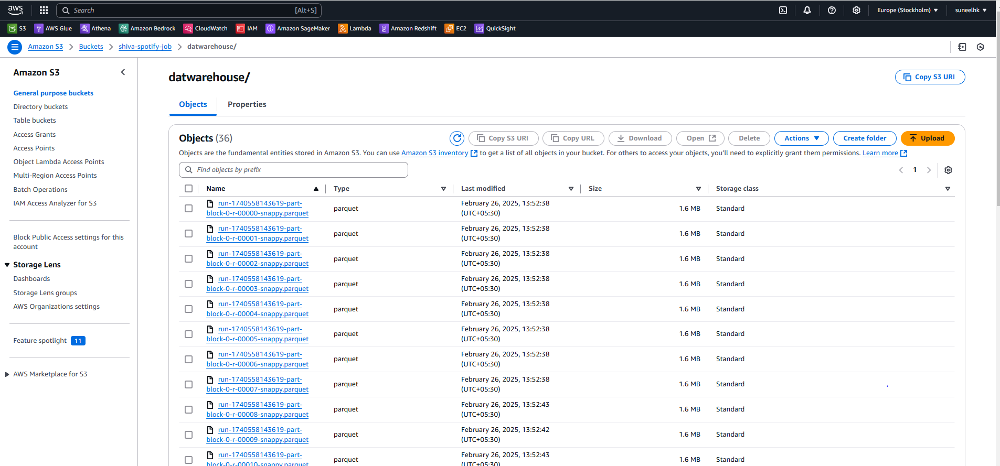 aws Search [Alt+S] Europe (Stockholm) suneelhk
S3 AWS Glue Athena Amazon Bedrock CloudWatch IAM Amazon SageMaker Lambda Amazon Redshift EC2 QuickSight
Amazon S3 > Buckets > shiva-spotify-job > datwarehouse/
Amazon S3
General purpose buckets
Directory buckets
Table buckets
Access Grants
Access Points
Object Lambda Access Points
Multi-Region Access Points
Batch Operations
IAM Access Analyzer for S3
Block Public Access settings for this
account
Storage Lens
Dashboards
Storage Lens groups
AWS Organizations settings
Feature spotlight 11
AWS Marketplace for S3
datwarehouse/
Copy S3 URI
Objects Properties
Objects (36) Copy S3 URI Copy URL Download Open Delete Actions Create folder Upload
Objects are the fundamental entities stored in Amazon S3. You can use Amazon S3 inventory to get a list of all objects in your bucket. For others to access your objects, you'll need to explicitly grant them permissions. Learn more
Find objects by prefix 1
Name Type Last modified Size Storage class
run-1740558143619-part-
block-0-r-00000-snappy.parquet parquet February 26, 2025, 13:52:38
(UTC+05:30) 1.6 MB Standard
run-1740558143619-part-
block-0-r-00001-snappy.parquet parquet February 26, 2025, 13:52:38
(UTC+05:30) 1.6 MB Standard
run-1740558143619-part-
block-0-r-00002-snappy.parquet parquet February 26, 2025, 13:52:38
(UTC+05:30) 1.6 MB Standard
run-1740558143619-part-
block-0-r-00003-snappy.parquet parquet February 26, 2025, 13:52:38
(UTC+05:30) 1.6 MB Standard
run-1740558143619-part-
block-0-r-00004-snappy.parquet parquet February 26, 2025, 13:52:38
(UTC+05:30) 1.6 MB Standard
run-1740558143619-part-
block-0-r-00005-snappy.parquet parquet February 26, 2025, 13:52:38
(UTC+05:30) 1.6 MB Standard
run-1740558143619-part-
block-0-r-00006-snappy.parquet parquet February 26, 2025, 13:52:38
(UTC+05:30) 1.6 MB Standard
run-1740558143619-part-
block-0-r-00007-snappy.parquet parquet February 26, 2025, 13:52:38
(UTC+05:30) 1.6 MB Standard
run-1740558143619-part-
block-0-r-00008-snappy.parquet parquet February 26, 2025, 13:52:43
(UTC+05:30) 1.6 MB Standard
run-1740558143619-part-
block-0-r-00009-snappy.parquet parquet February 26, 2025, 13:52:42
(UTC+05:30) 1.6 MB Standard
run-1740558143619-part-
block-0-r-00010-snappy.parquet parquet February 26, 2025, 13:52:43
(UTC+05:30) 1.6 MB Standard